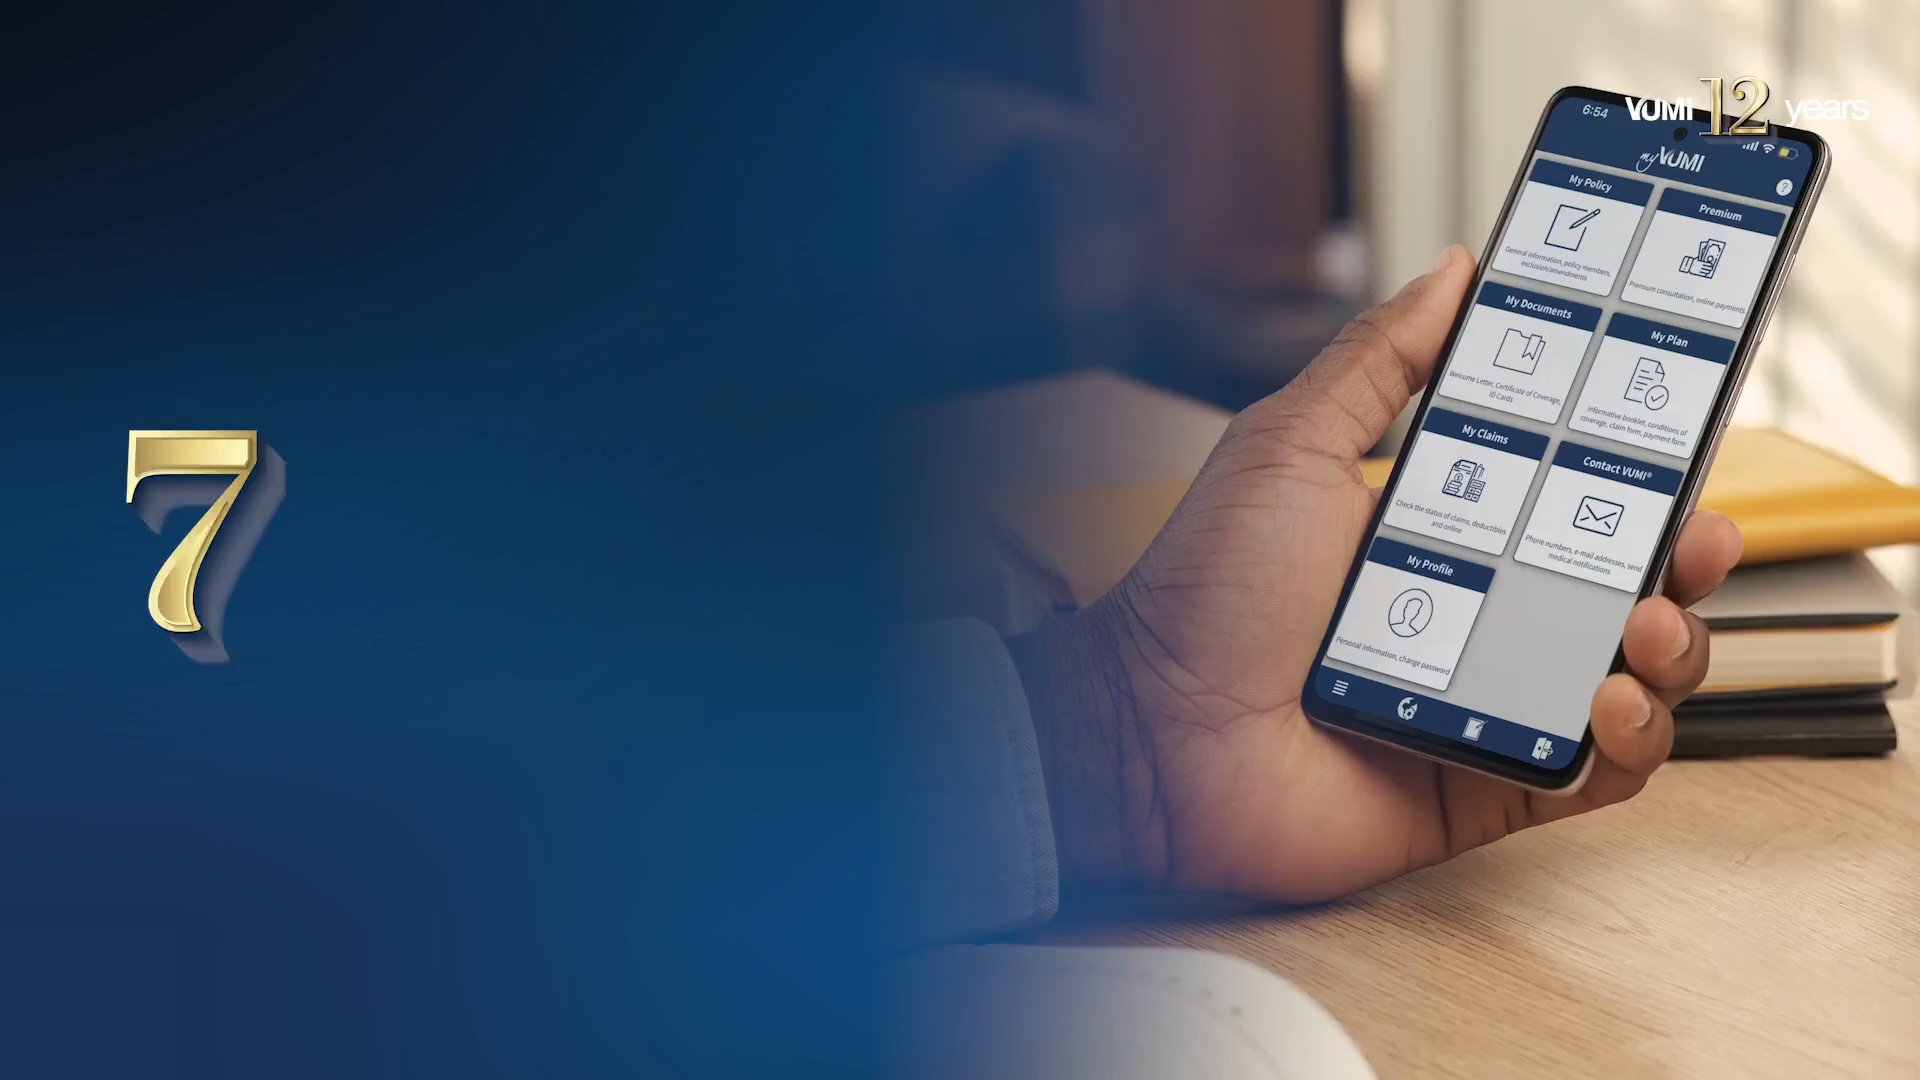 7
VUMI 12 years
6:54
my VUMI
?
My Policy
General information, policy members,
exclusion/amendments
Premium
Premium consultation, online payments
My Documents
Welcome Letter, Certificate of Coverage,
ID Cards
My Plan
Informative booklet, conditions of
coverage, claim form, payment form
My Claims
Check the status of claims, deductibles
and online
Contact VUMI®
Phone numbers, e-mail addresses, send
medical notifications
My Profile
Personal information, change password